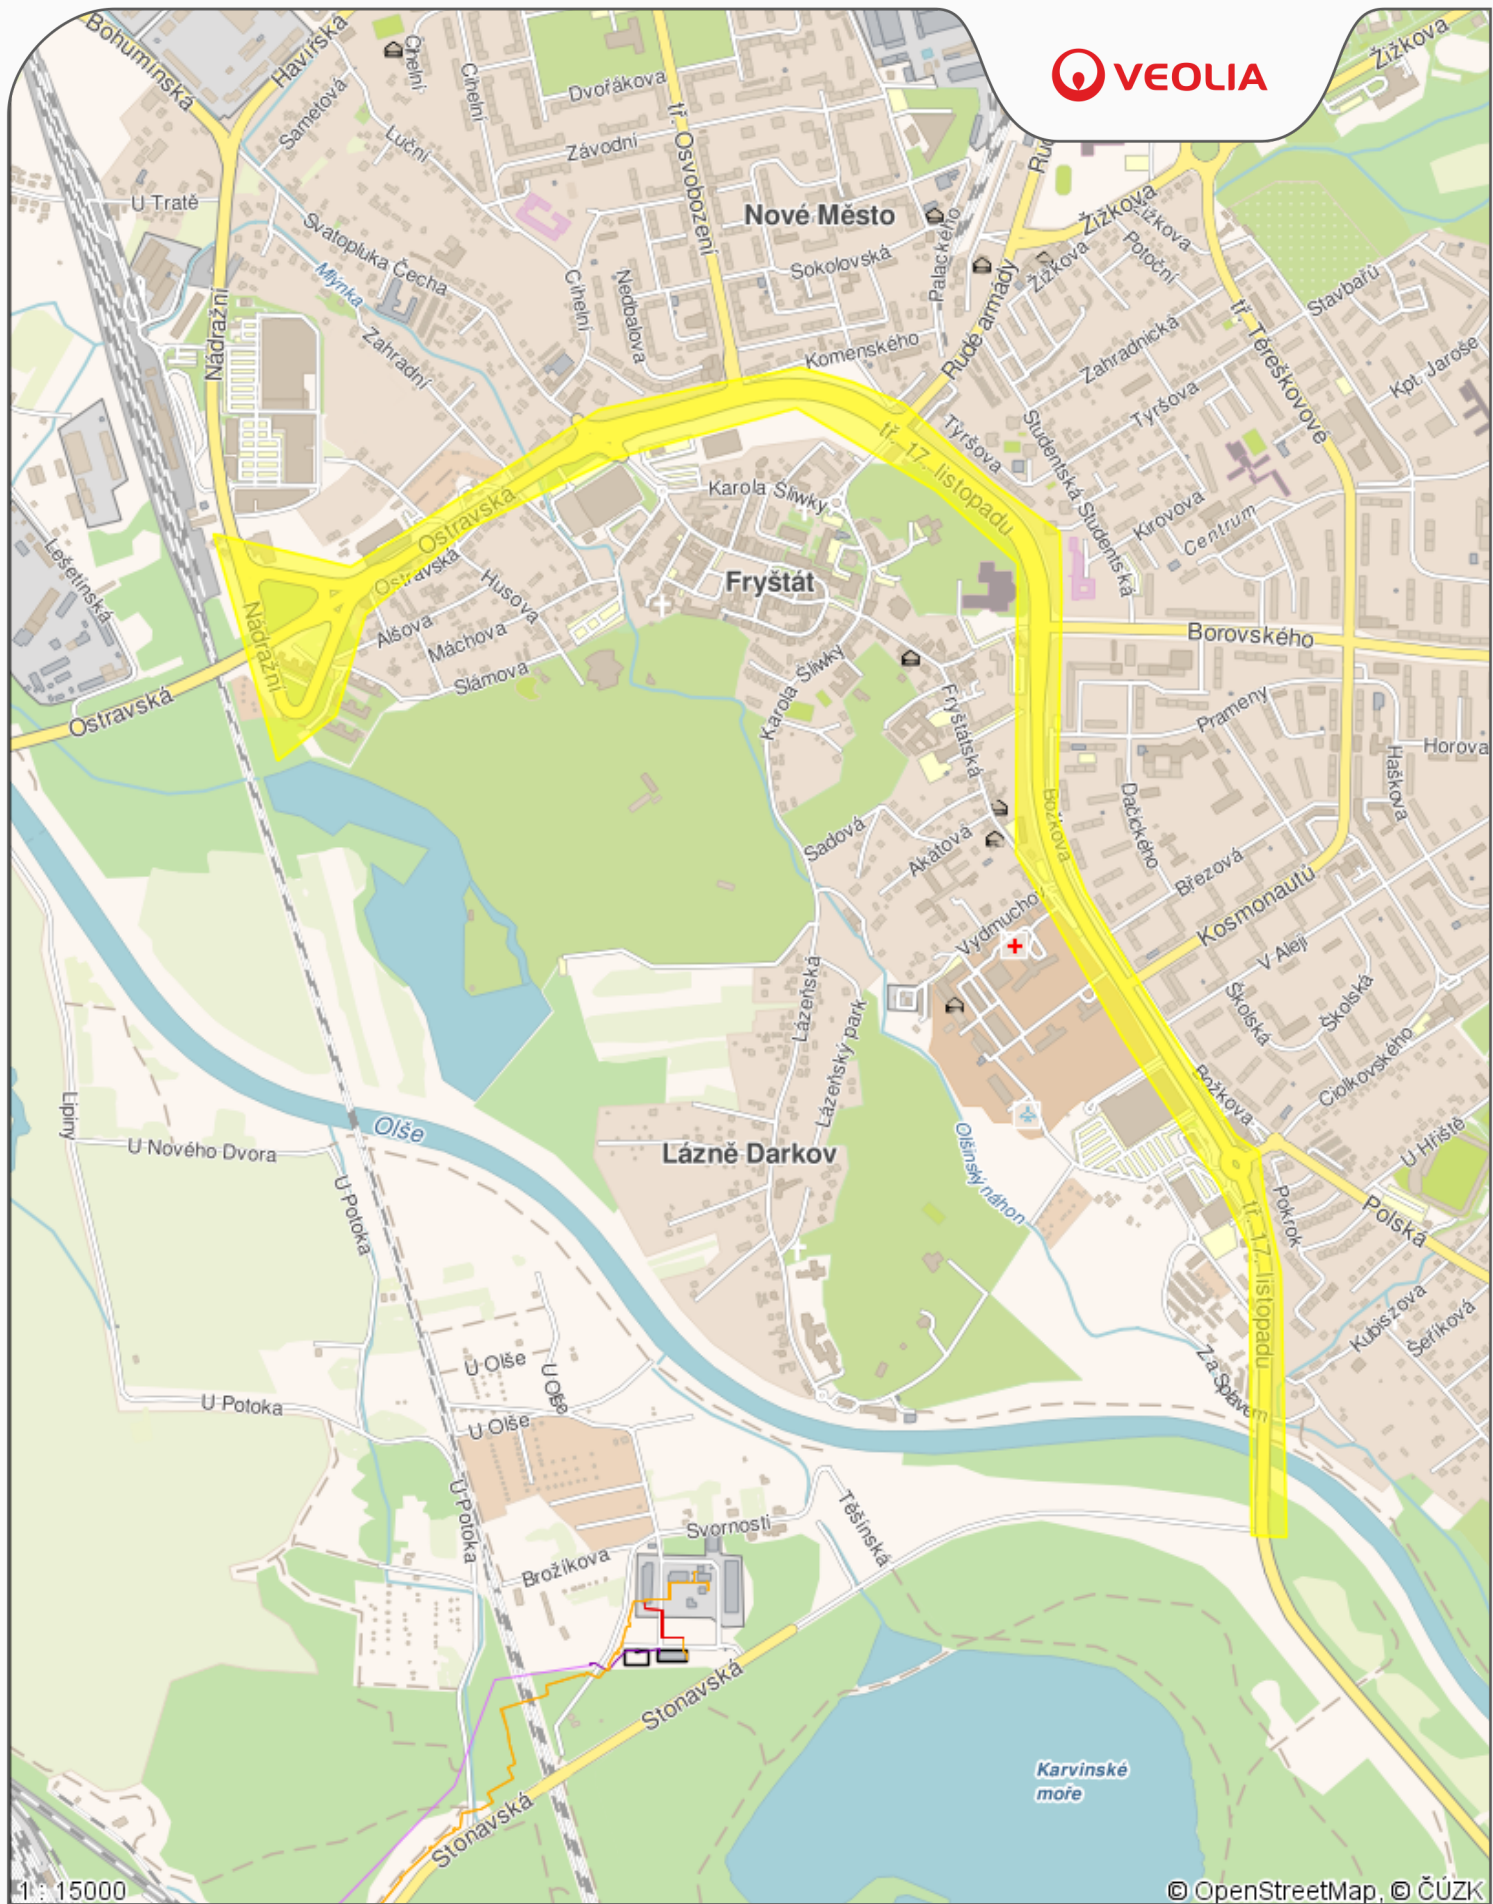 VEOLIA
Bohumínská
Havířská
Cihelní
Cihelní
Žižkova
Dvořákova
tř. Osvobození
Sametová
Luční
Závodní
U Tratě
Nové Město
Palackého
Žižkova
Žižkova
Žižkova
Potoční
Svatopluka Čecha
Mlýnka
Sokolovská
Cihelní
Nedbalova
Stavbařů
Nádražní
Zahradní
Komenského
Rudé armády
Zahradnická
tř. Těreškovové
Kpt. Jaroše
Tyršova
Tyršova
tř. 17. listopadu
Studentská
Studentská
Karola Śliwky
Kirovova
Centrum
Ostravská
Ostravská
Lešetínská
Husova
Fryštát
Nádražní
Alšova
Máchova
Slámova
Borovského
Karola Śliwky
Ostravská
Fryštátská
Prameny
Horova
Haškova
Božkova
Dačického
Sadová
Akátová
Březová
Kosmonautů
Vydmuchov
V Aleji
Lázeňská
Lázeňský park
Školská
Školská
Ciolkovského
Božkova
Lipiny
Olše
U Nového Dvora
Lázně Darkov
Olšinský náhon
U Hřiště
U Potoka
Pokrok
Polská
tř. 17. listopadu
Kubiszova
Šeříková
U Olše
U Olše
U Olše
Za Splavem
U Potoka
U Potoka
Těšínská
Svornosti
Brožíkova
Stonavská
Karvinské
moře
Stonavská
1 : 15000
© OpenStreetMap, © ČÚZK